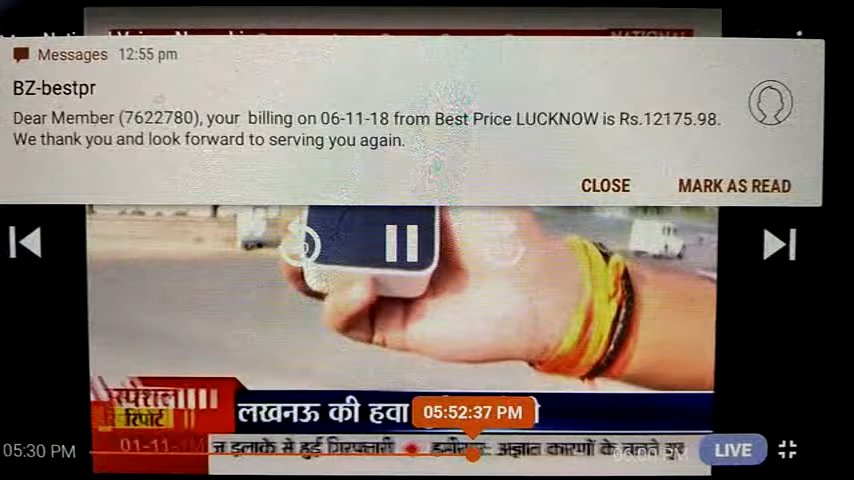 NATIONAL
Messages 12:55 pm
BZ-bestpr
Dear Member (7622780), your billing on 06-11-18 from Best Price LUCKNOW is Rs.12175.98.
We thank you and look forward to serving you again.
CLOSE MARK AS READ
स्पेशल
रिपोर्ट
लखनऊ की हवा
05:52:37 PM
05:30 PM
01-11-
इलाके से हुई गिरफ्तारी
अज्ञात कारणों के चलते
06:00 PM
LIVE